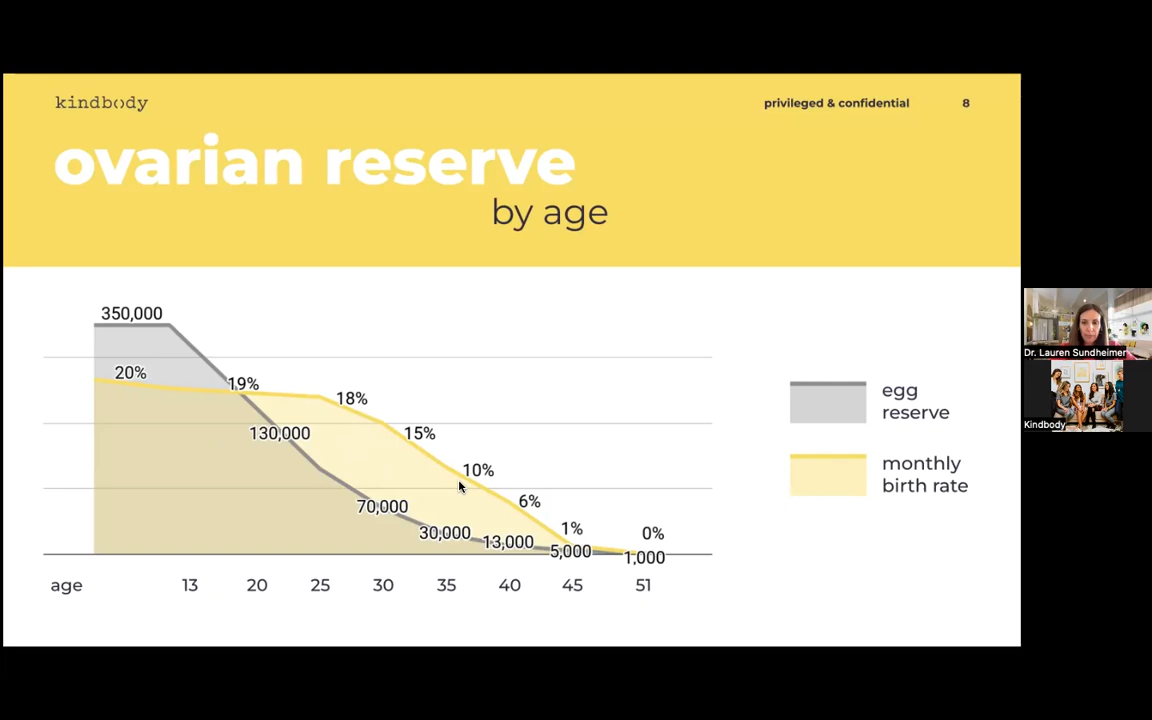 kindbody
privileged & confidential
8
ovarian reserve
by age
350,000
20%
19%
18%
130,000
15%
10%
70,000
6%
30,000
13,000
1%
5,000
0%
1,000
age 13 20 25 30 35 40 45 51
egg
reserve
monthly
birth rate
Dr. Lauren Sundheimer
Kindbody